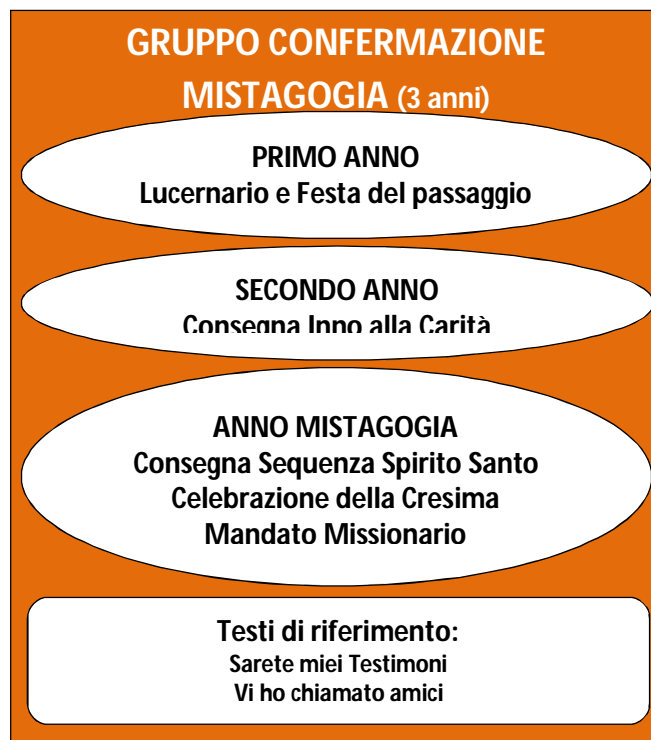 GRUPPO CONFERMAZIONE
MISTAGOGIA (3 anni)
PRIMO ANNO
Lucernario e Festa del passaggio
SECONDO ANNO
Consegna Inno alla Carità
ANNO MISTAGOGIA
Consegna Sequenza Spirito Santo
Celebrazione della Cresima
Mandato Missionario
Testi di riferimento:
Sarete miei Testimoni
Vi ho chiamato amici